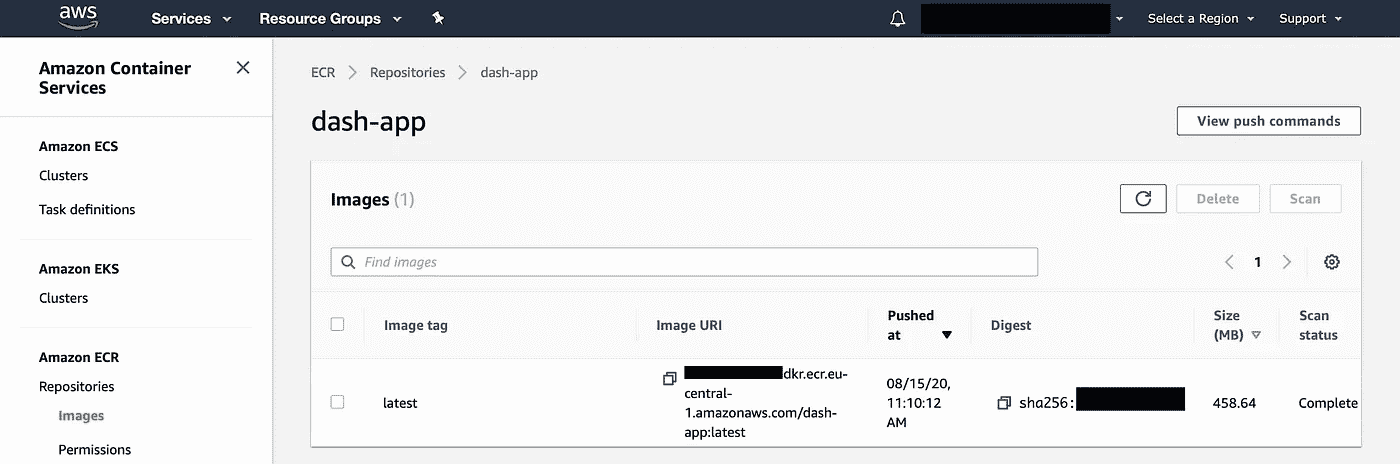 aws Services Resource Groups Select a Region Support
Amazon Container
Services
Amazon ECS
Clusters
Task definitions
Amazon EKS
Clusters
Amazon ECR
Repositories
Images
Permissions
ECR Repositories dash-app
dash-app
View push commands
Images (1)
Delete Scan
Find images
1
Image tag Image URI Pushed at Digest Size (MB) Scan status
latest
dkr.ecr.eu-
central-
1.amazonaws.com/dash-
app:latest
08/15/20,
11:10:12
AM
sha256:
458.64
Complete